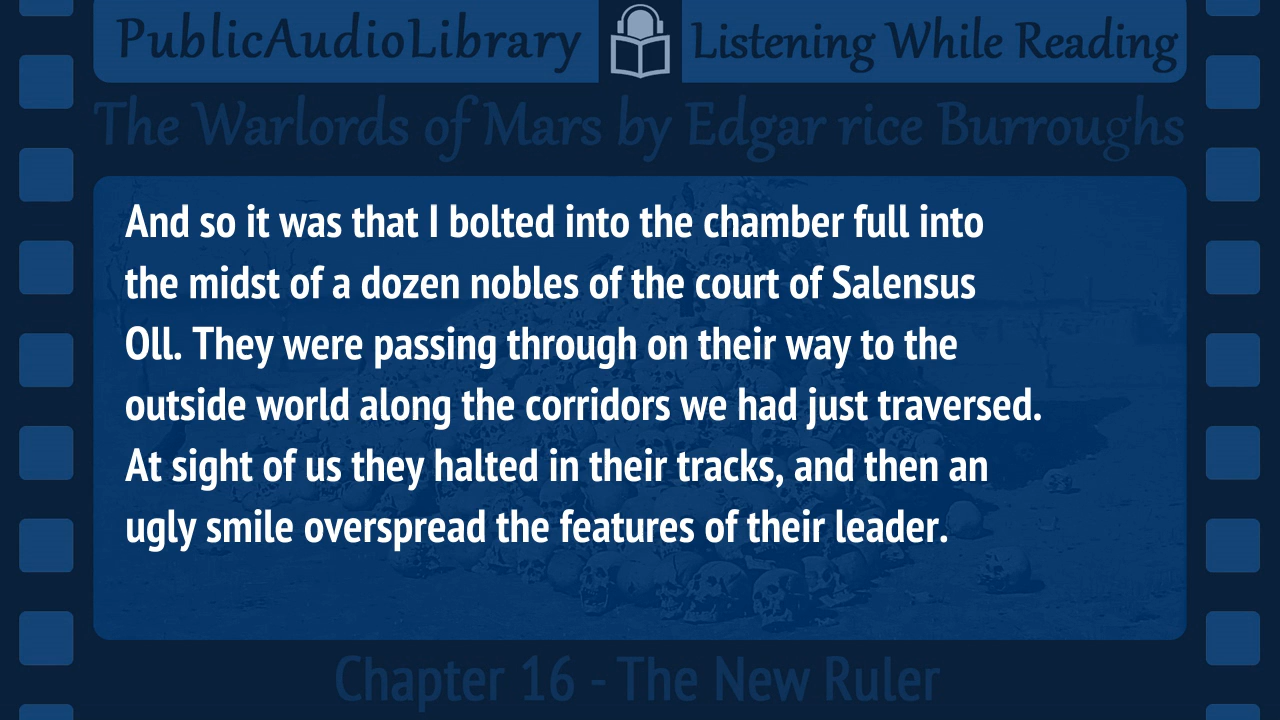 PublicAudioLibrary Listening While Reading
The Warlords of Mars by Edgar rice Burroughs
And so it was that I bolted into the chamber full into
the midst of a dozen nobles of the court of Salensus
Oll. They were passing through on their way to the
outside world along the corridors we had just traversed.
At sight of us they halted in their tracks, and then an
ugly smile overspread the features of their leader.
Chapter 16 - The New Ruler